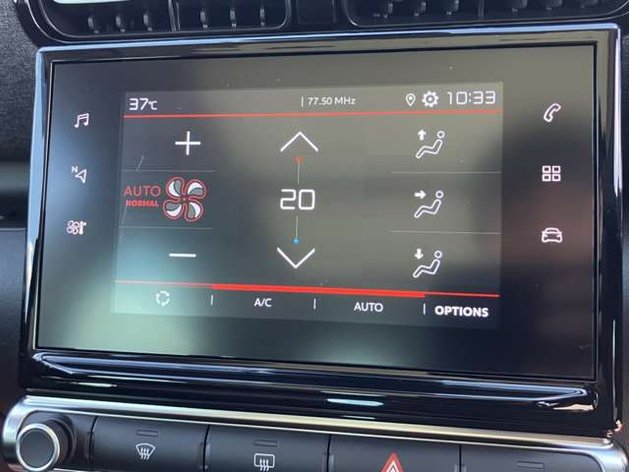 37°C | 77.50 MHz 10:33
N
AUTO
NORMAL
20
A/C | AUTO | OPTIONS